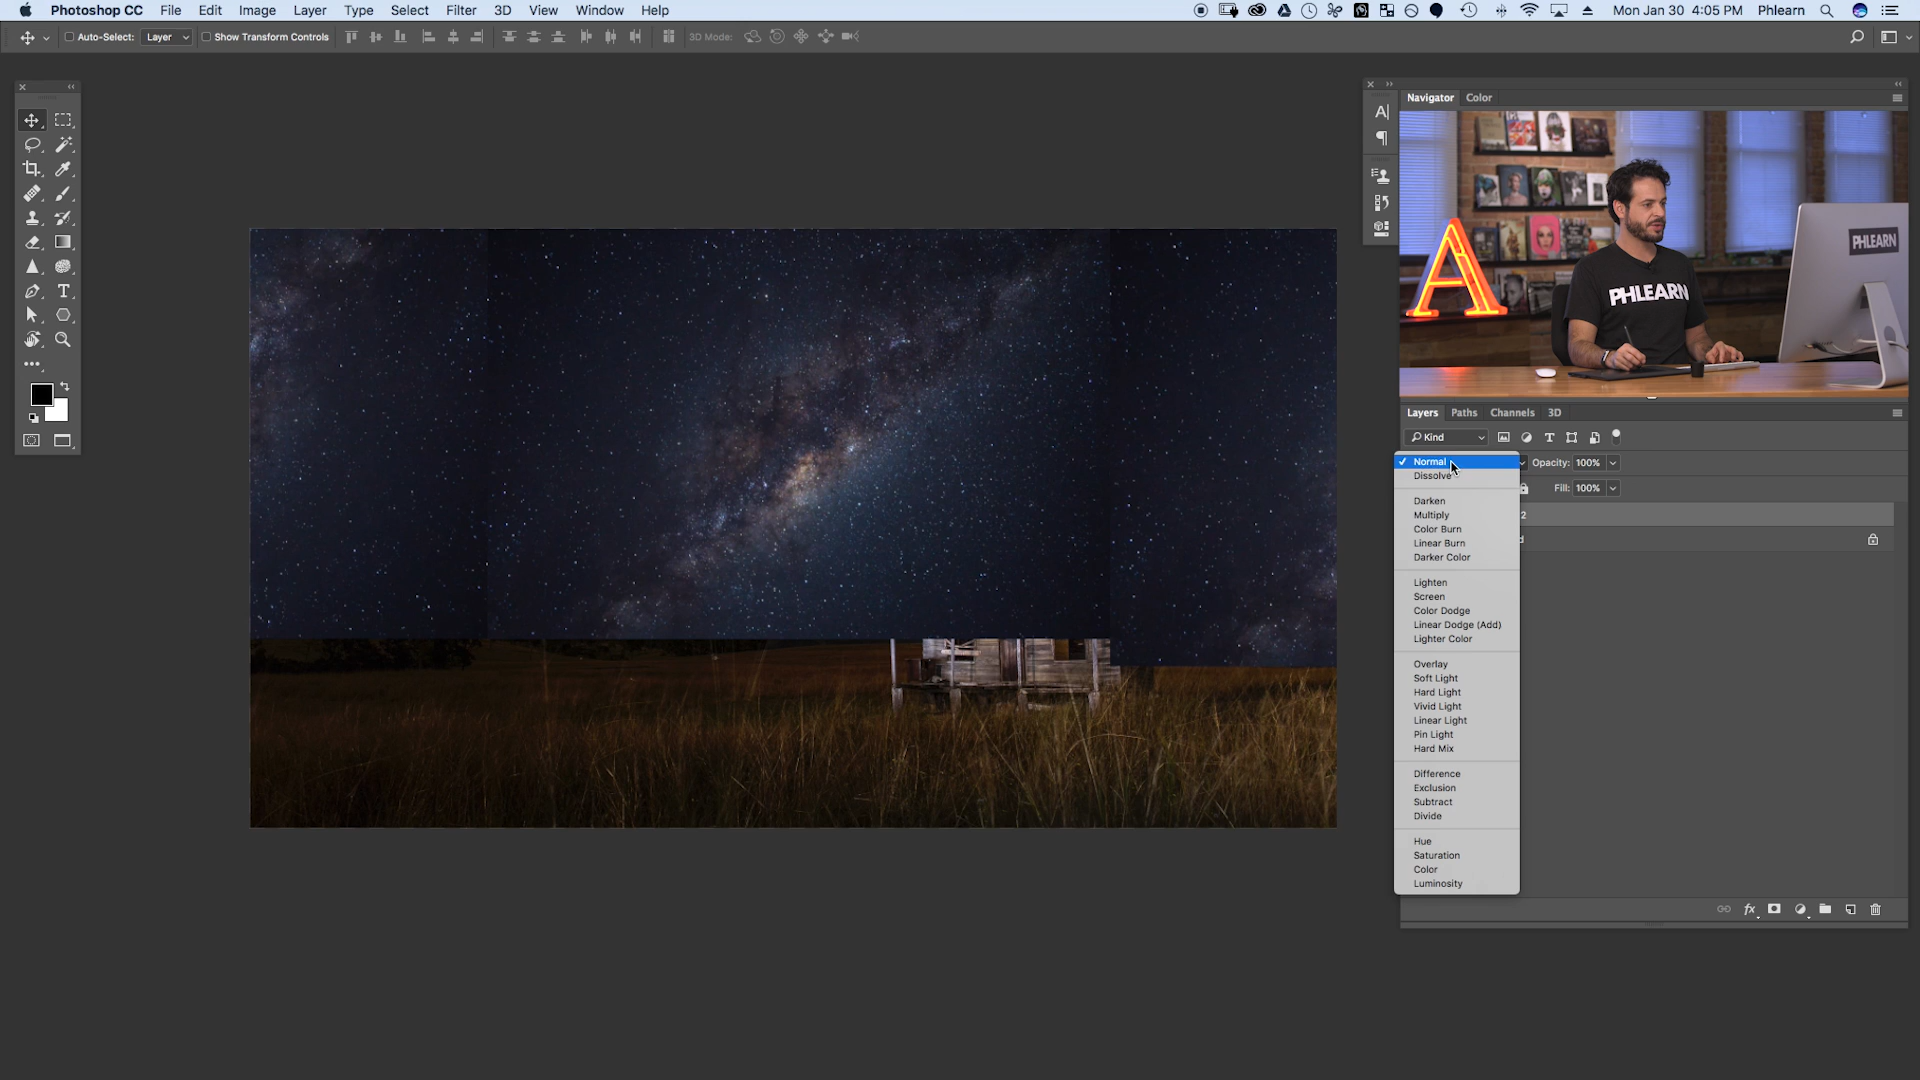 Photoshop CC File Edit Image Layer Type Select Filter 3D View Window Help Mon Jan 30 4:05 PM Phlearn
Auto-Select: Layer Show Transform Controls 3D Mode:
Navigator Color
A
PHLEARN
PHLEARN
Layers Paths Channels 3D
Kind
Normal Opacity: 100%
Dissolve
Fill: 100%
Darken
Multiply 2
Color Burn
Linear Burn d
Darker Color
Lighten
Screen
Color Dodge
Linear Dodge (Add)
Lighter Color
Overlay
Soft Light
Hard Light
Vivid Light
Linear Light
Pin Light
Hard Mix
Difference
Exclusion
Subtract
Divide
Hue
Saturation
Color
Luminosity
fx